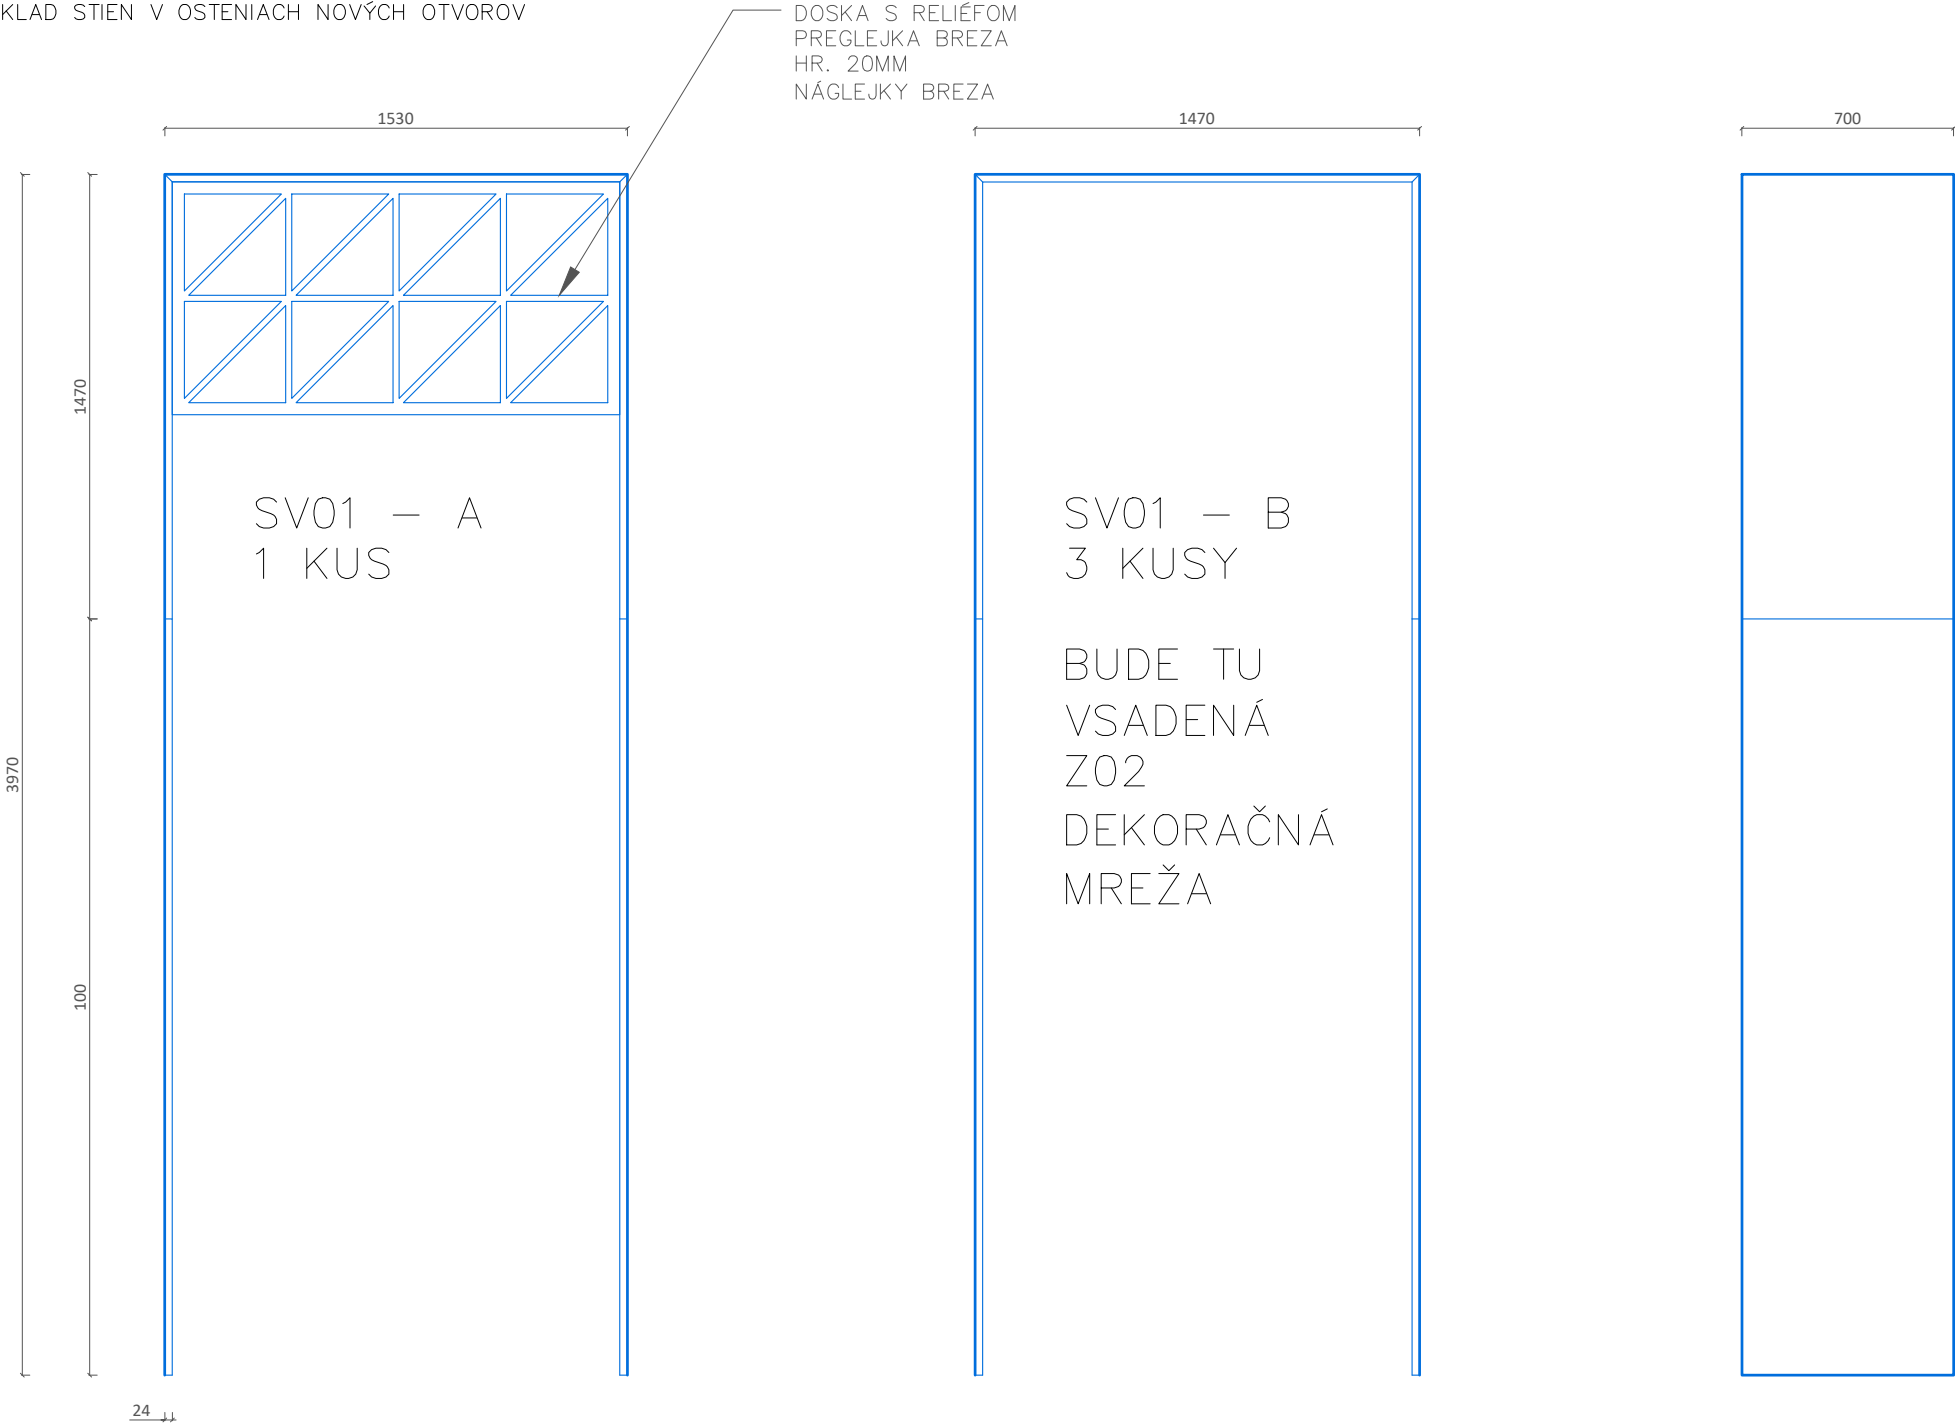 KLAD STIEN V OSTENIACH NOVÝCH OTVOROV
DOSKA S RELIÉFOM
PREGLEJKA BREZA
HR. 20MM
NÁGLEJKY BREZA
1530
1470
700
1470
3970
100
24
SV01 – A
1 KUS
SV01 – B
3 KUSY
BUDE TU
VSADENÁ
Z02
DEKORAČNÁ
MREŽA